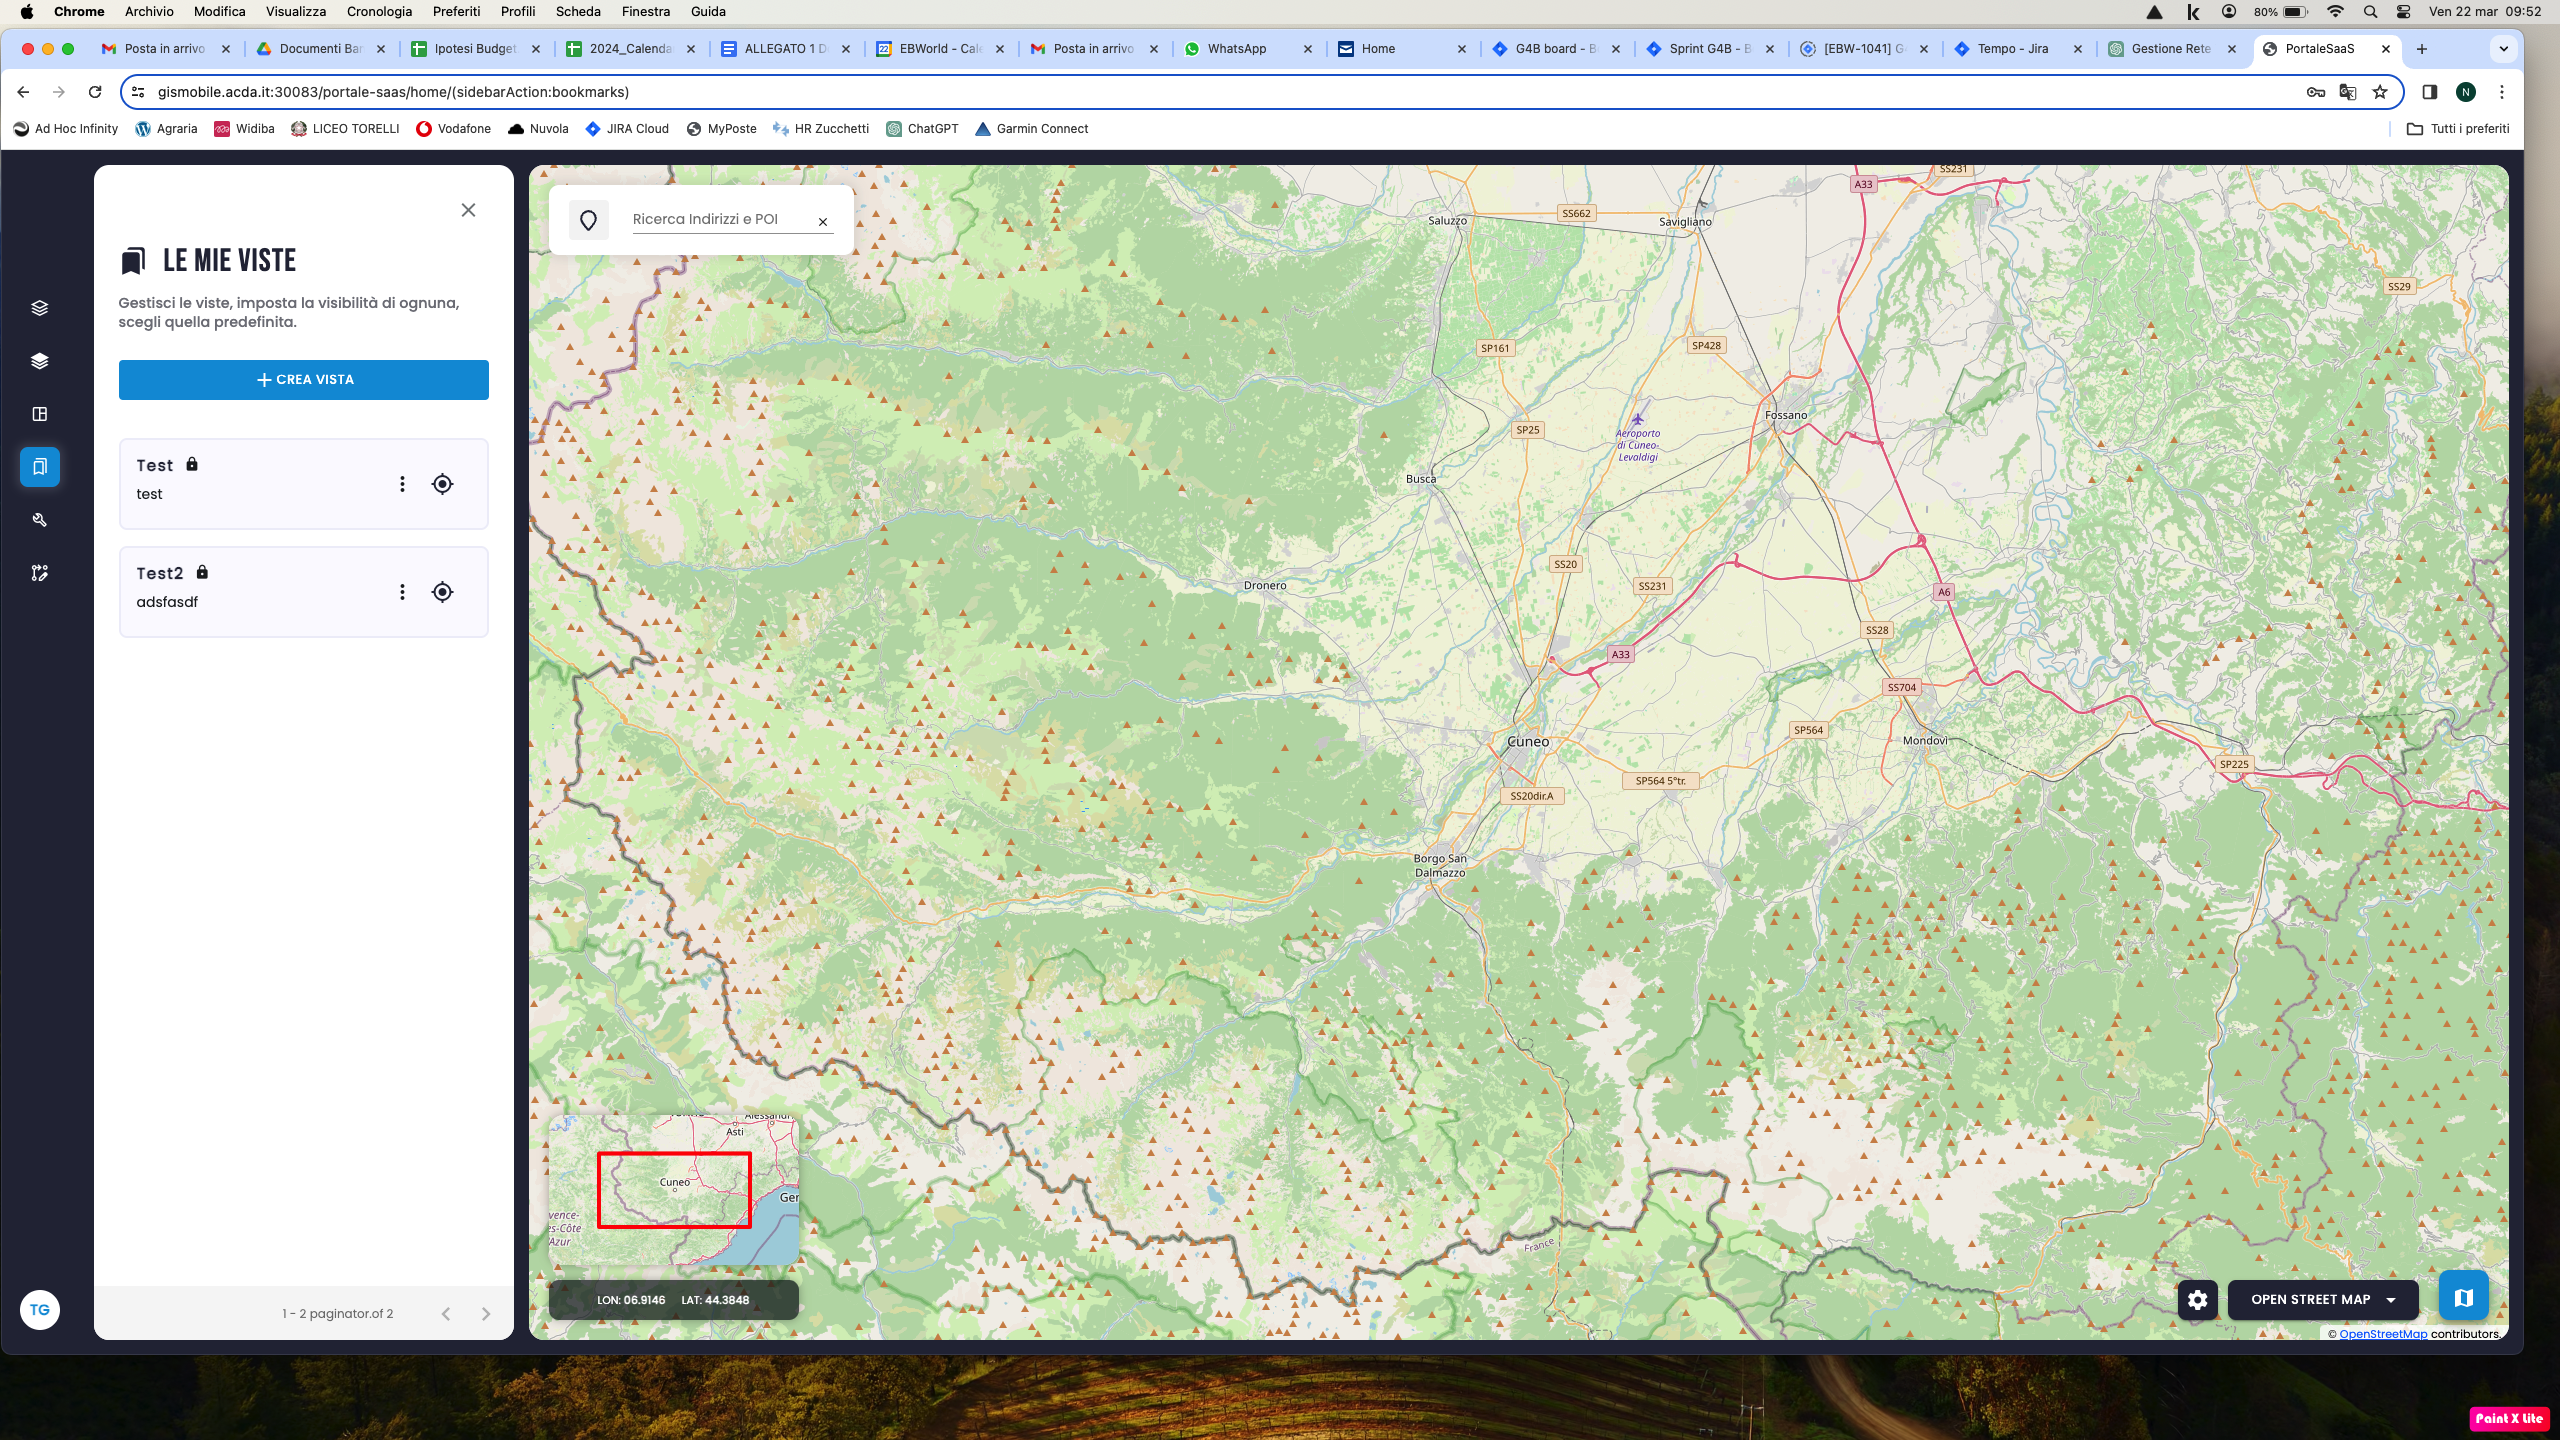 Chrome Archivio Modifica Visualizza Cronologia Preferiti Profili Scheda Finestra Guida 80% Ven 22 mar 09:52
Posta in arrivo Documenti Bar Ipotesi Budget 2024_Calenda ALLEGATO 1 D EBWorld - Cale Posta in arrivo WhatsApp Home G4B board - B Sprint G4B - B [EBW-1041] G Tempo - Jira Gestione Rete PortaleSaaS
gismobile.acda.it:30083/portale-saas/home/(sidebarAction:bookmarks) N
Ad Hoc Infinity Agraria Widiba LICEO TORELLI Vodafone Nuvola JIRA Cloud MyPoste HR Zucchetti ChatGPT Garmin Connect Tutti i preferiti
LE MIE VISTE
Gestisci le viste, imposta la visibilità di ognuna,
scegli quella predefinita.
CREA VISTA
Test
test
Test2
adsfasdf
1 - 2 paginator.of 2
TG
Ricerca Indirizzi e POI
SS231
A33
Saluzzo
SS662
Savigliano
SS29
SP161
SP428
Fossano
SP25
Aeroporto
di Cuneo-
Levaldigi
Busca
SS20
Dronero
SS231
A6
SS28
A33
SS704
SP564
Cuneo
Mondovì
SP225
SP564 5°tr.
SS20dir.A
Borgo San
Dalmazzo
France
Asti
Cuneo
Ger
vence-
es-Côte
'Azur
LON: 06.9146 LAT: 44.3848
OPEN STREET MAP
© OpenStreetMap contributors.
Paint X Lite